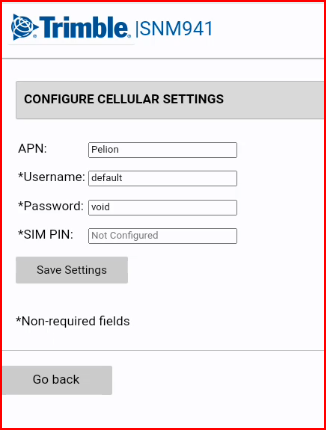 Trimble. |SNM941
CONFIGURE CELLULAR SETTINGS
APN: Pelion
*Username: default
*Password: void
*SIM PIN: Not Configured
Save Settings
*Non-required fields
Go back